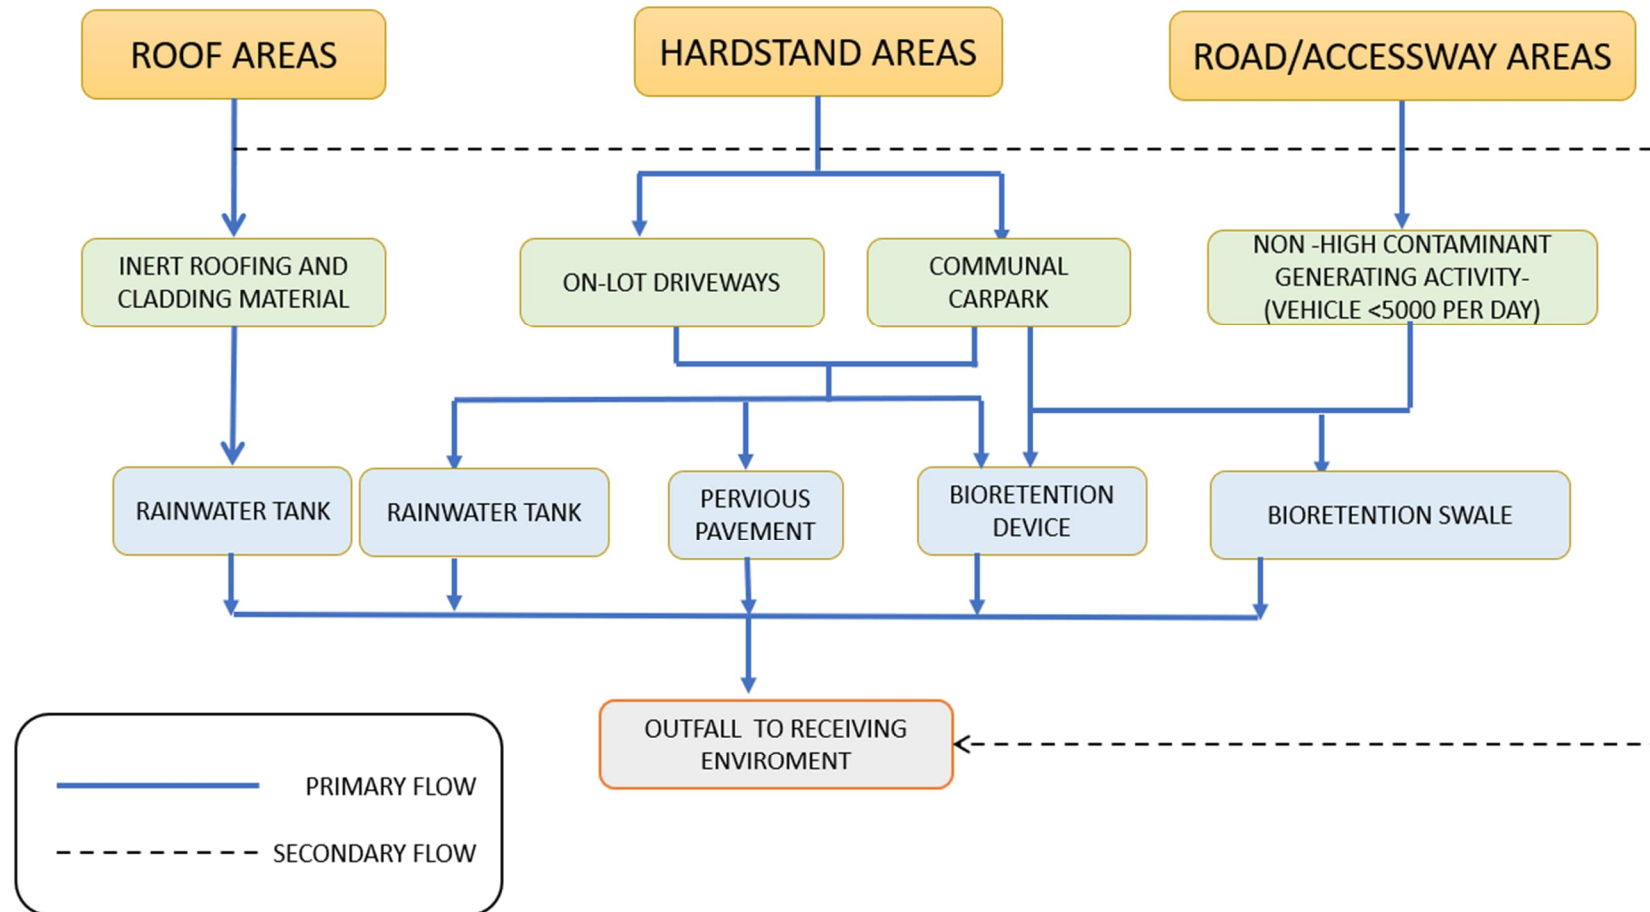 ROOF AREAS
HARDSTAND AREAS
ROAD/ACCESSWAY AREAS
INERT ROOFING AND
CLADDING MATERIAL
ON-LOT DRIVEWAYS
COMMUNAL
CARPARK
NON -HIGH CONTAMINANT
GENERATING ACTIVITY-
(VEHICLE <5000 PER DAY)
RAINWATER TANK
RAINWATER TANK
PERVIOUS
PAVEMENT
BIORETENTION
DEVICE
BIORETENTION SWALE
OUTFALL TO RECEIVING
ENVIROMENT
PRIMARY FLOW
SECONDARY FLOW